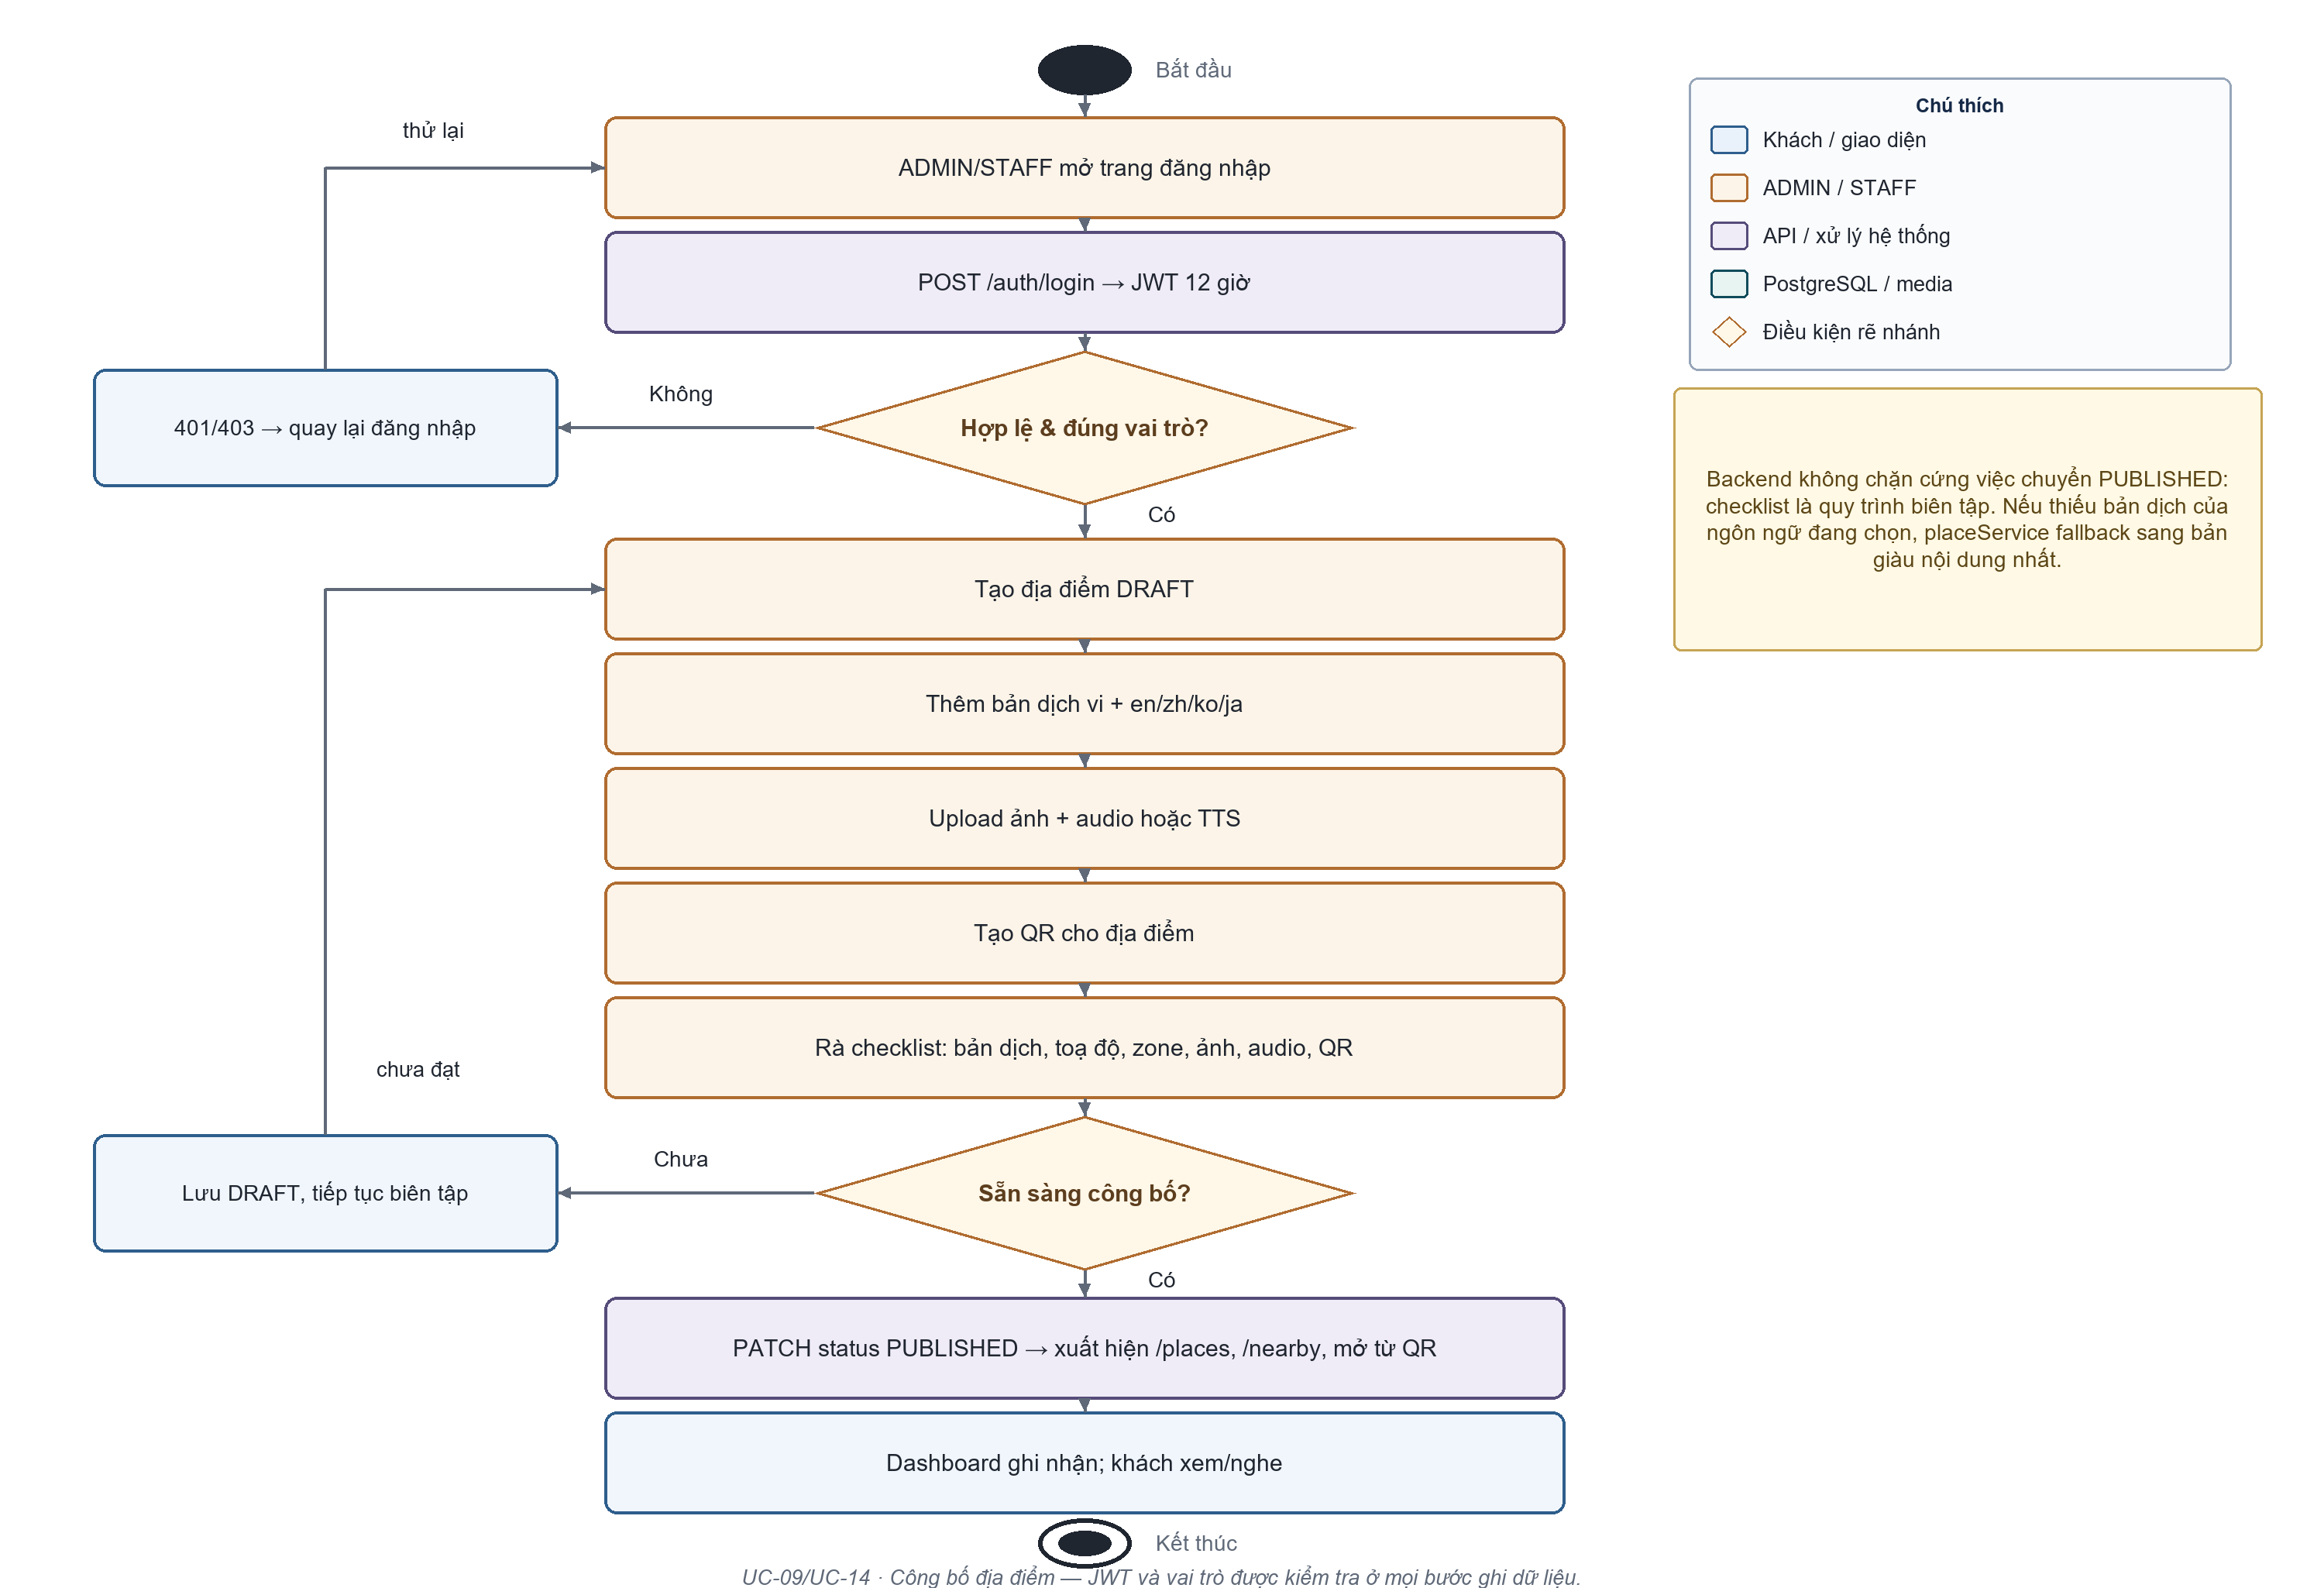 Bắt đầu
Chú thích
Khách / giao diện
ADMIN / STAFF
API / xử lý hệ thống
PostgreSQL / media
Điều kiện rẽ nhánh
thử lại
ADMIN/STAFF mở trang đăng nhập
POST /auth/login → JWT 12 giờ
Không
401/403 → quay lại đăng nhập
Hợp lệ & đúng vai trò?
Backend không chặn cứng việc chuyển PUBLISHED:
checklist là quy trình biên tập. Nếu thiếu bản dịch của
ngôn ngữ đang chọn, placeService fallback sang bản
giàu nội dung nhất.
Có
Tạo địa điểm DRAFT
Thêm bản dịch vi + en/zh/ko/ja
Upload ảnh + audio hoặc TTS
Tạo QR cho địa điểm
Rà checklist: bản dịch, toạ độ, zone, ảnh, audio, QR
chưa đạt
Chưa
Lưu DRAFT, tiếp tục biên tập
Sẵn sàng công bố?
Có
PATCH status PUBLISHED → xuất hiện /places, /nearby, mở từ QR
Dashboard ghi nhận; khách xem/nghe
Kết thúc
UC-09/UC-14 · Công bố địa điểm — JWT và vai trò được kiểm tra ở mọi bước ghi dữ liệu.